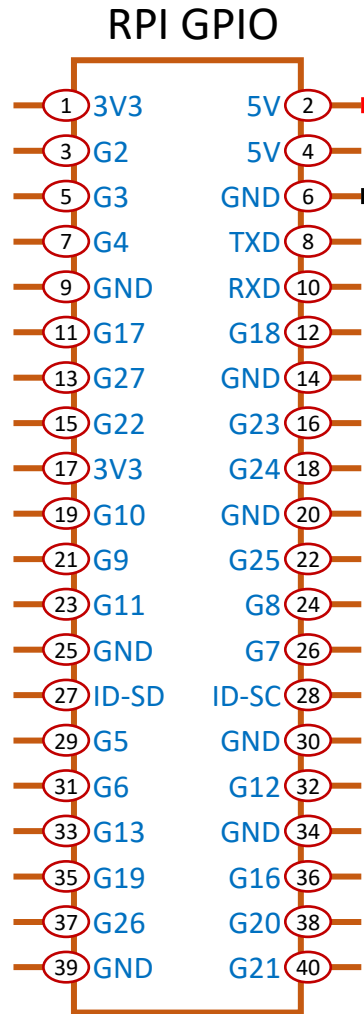 RPI GPIO
1 3V3 5V 2
3 G2 5V 4
5 G3 GND 6
7 G4 TXD 8
9 GND RXD 10
11 G17 G18 12
13 G27 GND 14
15 G22 G23 16
17 3V3 G24 18
19 G10 GND 20
21 G9 G25 22
23 G11 G8 24
25 GND G7 26
27 ID-SD ID-SC 28
29 G5 GND 30
31 G6 G12 32
33 G13 GND 34
35 G19 G16 36
37 G26 G20 38
39 GND G21 40